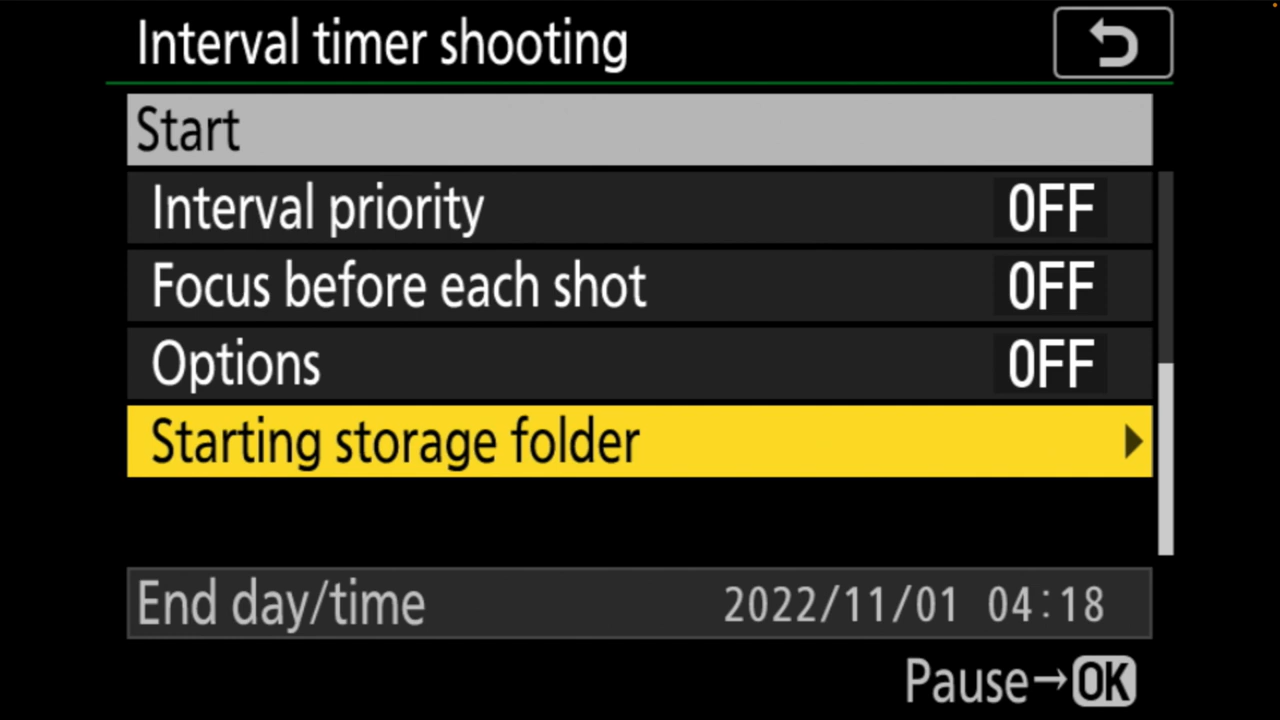 Interval timer shooting
Start
Interval priority OFF
Focus before each shot OFF
Options OFF
Starting storage folder
End day/time 2022/11/01 04:18
Pause→OK